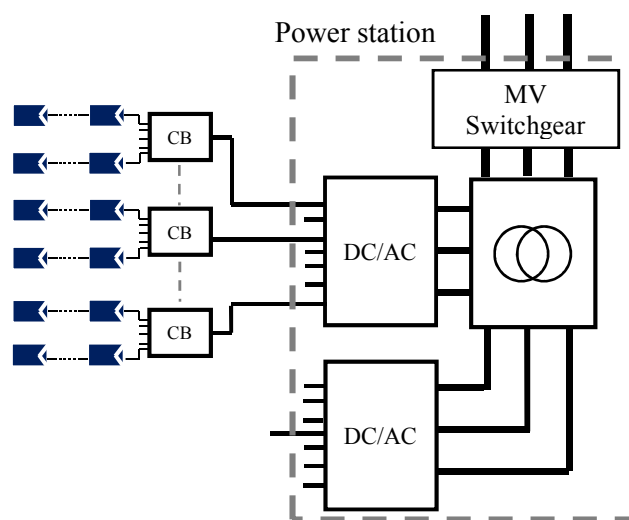 Power station
MV
Switchgear
CB
CB
CB
DC/AC
DC/AC